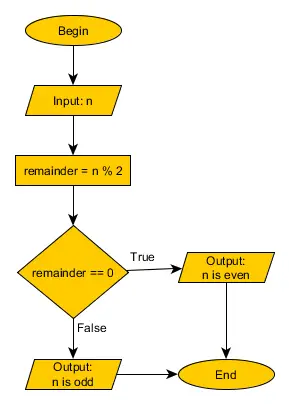 Begin
Input: n
remainder = n % 2
remainder == 0
True
Output:
n is even
False
Output:
n is odd
End